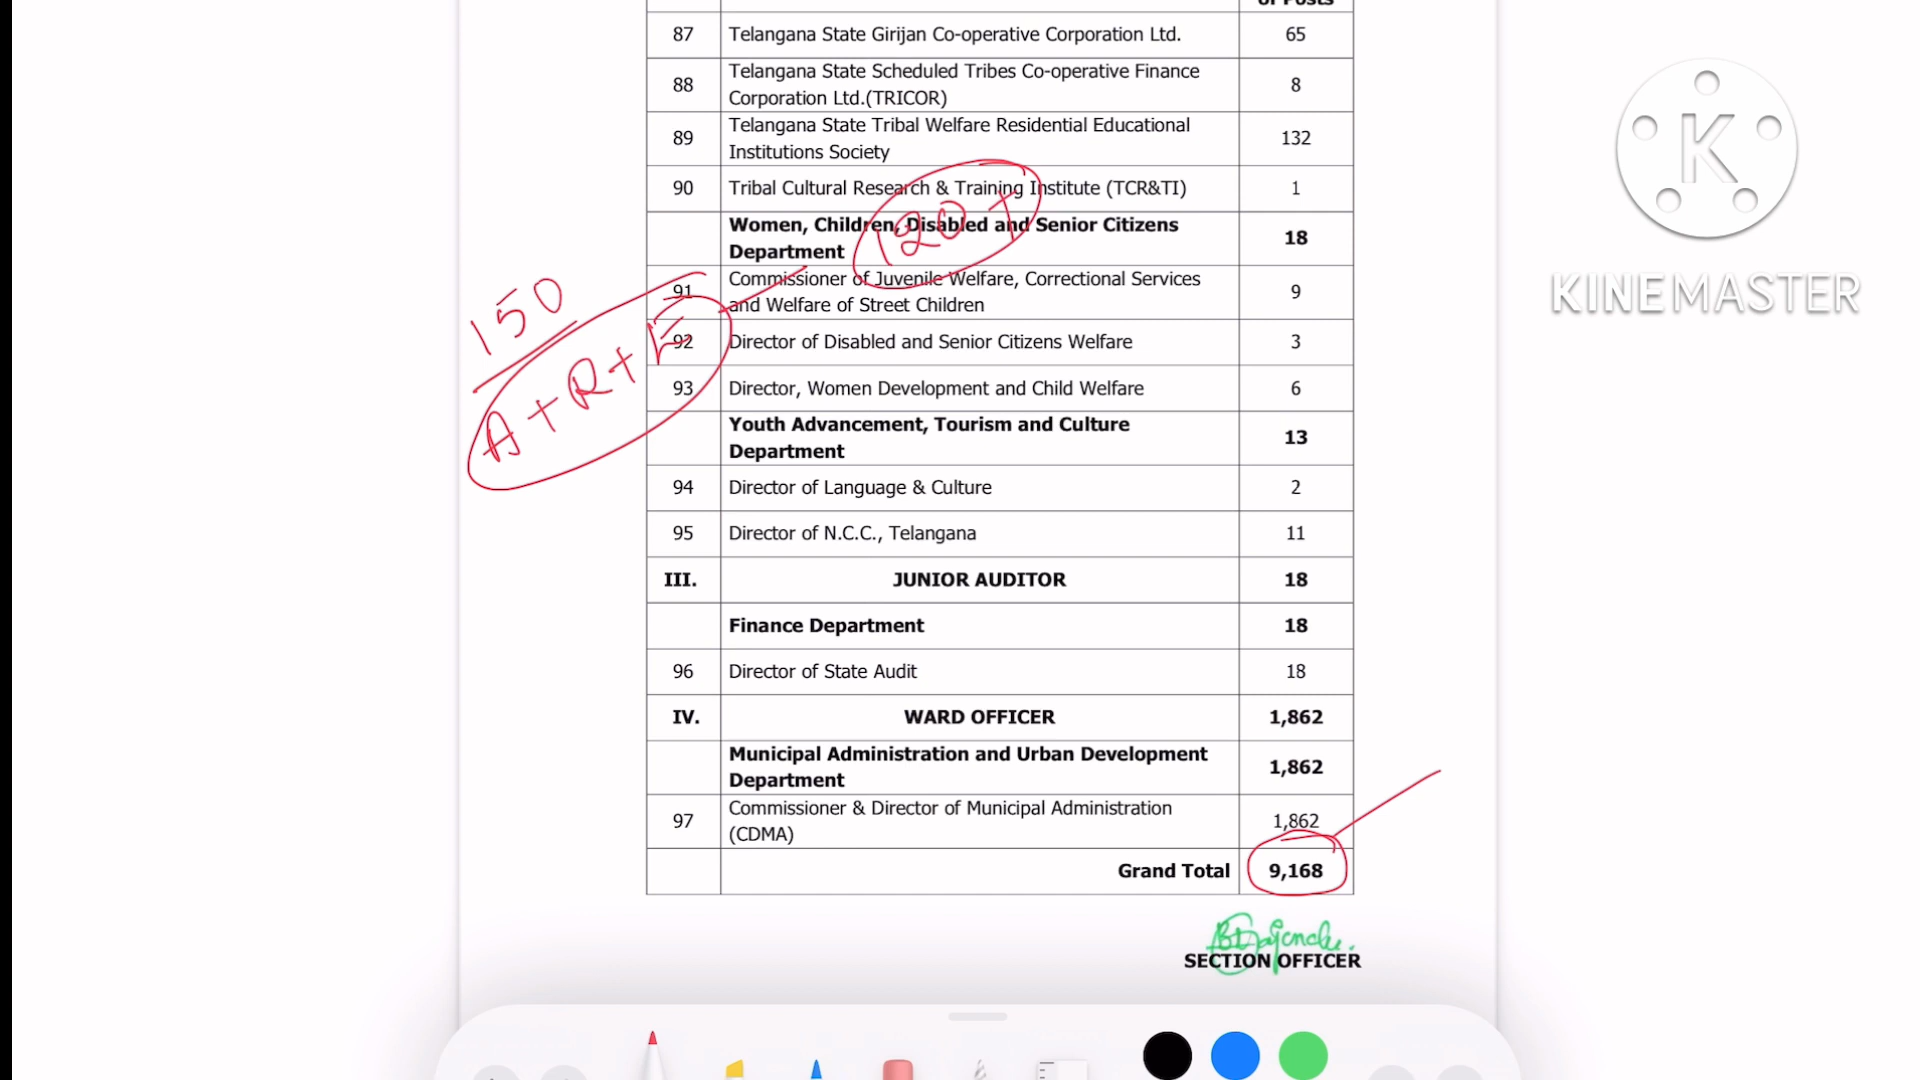 of Posts
87 Telangana State Girijan Co-operative Corporation Ltd. 65
88 Telangana State Scheduled Tribes Co-operative Finance
Corporation Ltd.(TRICOR) 8
89 Telangana State Tribal Welfare Residential Educational
Institutions Society 132
90 Tribal Cultural Research & Training Institute (TCR&TI) 1
Women, Children, Disabled and Senior Citizens
Department 18
120 +
91 Commissioner of Juvenile Welfare, Correctional Services
and Welfare of Street Children 9
150
92 Director of Disabled and Senior Citizens Welfare 3
A+R+E
93 Director, Women Development and Child Welfare 6
Youth Advancement, Tourism and Culture
Department 13
94 Director of Language & Culture 2
95 Director of N.C.C., Telangana 11
III. JUNIOR AUDITOR 18
Finance Department 18
96 Director of State Audit 18
IV. WARD OFFICER 1,862
Municipal Administration and Urban Development
Department 1,862
97 Commissioner & Director of Municipal Administration
(CDMA) 1,862
Grand Total 9,168
SECTION OFFICER
K
KINEMASTER